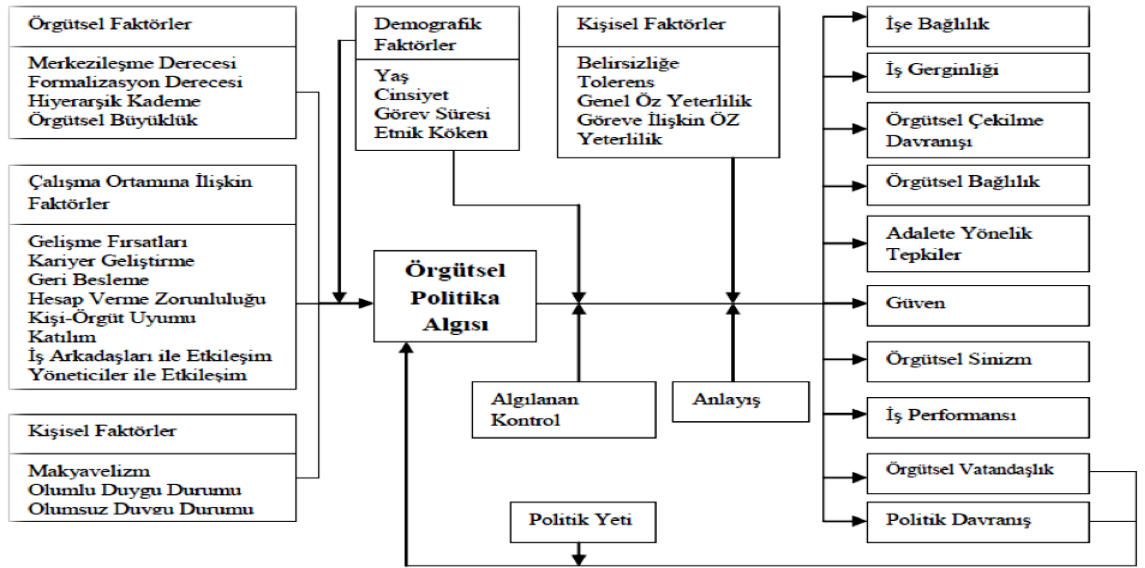 Örgütsel Faktörler
Merkezileşme Derecesi
Formalizasyon Derecesi
Hiyerarşik Kademe
Örgütsel Büyüklük
Çalışma Ortamına İlişkin
Faktörler
Gelişme Fırsatları
Kariyer Geliştirme
Geri Besleme
Hesap Verme Zorunluluğu
Kişi-Örgüt Uyumu
Katılım
İş Arkadaşları ile Etkileşim
Yöneticiler ile Etkileşim
Kişisel Faktörler
Makyavelizm
Olumlu Duygu Durumu
Olumsuz Duygu Durumu
Demografik
Faktörler
Yaş
Cinsiyet
Görev Süresi
Etnik Köken
Kişisel Faktörler
Belirsizliğe
Tolerens
Genel Öz Yeterlilik
Göreve İlişkin ÖZ
Yeterlilik
Örgütsel
Politika
Algısı
Algılanan
Kontrol
Anlayış
Politik Yeti
İşe Bağlılık
İş Gerginliği
Örgütsel Çekilme
Davranışı
Örgütsel Bağlılık
Adalete Yönelik
Tepkiler
Güven
Örgütsel Sinizm
İş Performansı
Örgütsel Vatandaşlık
Politik Davranış